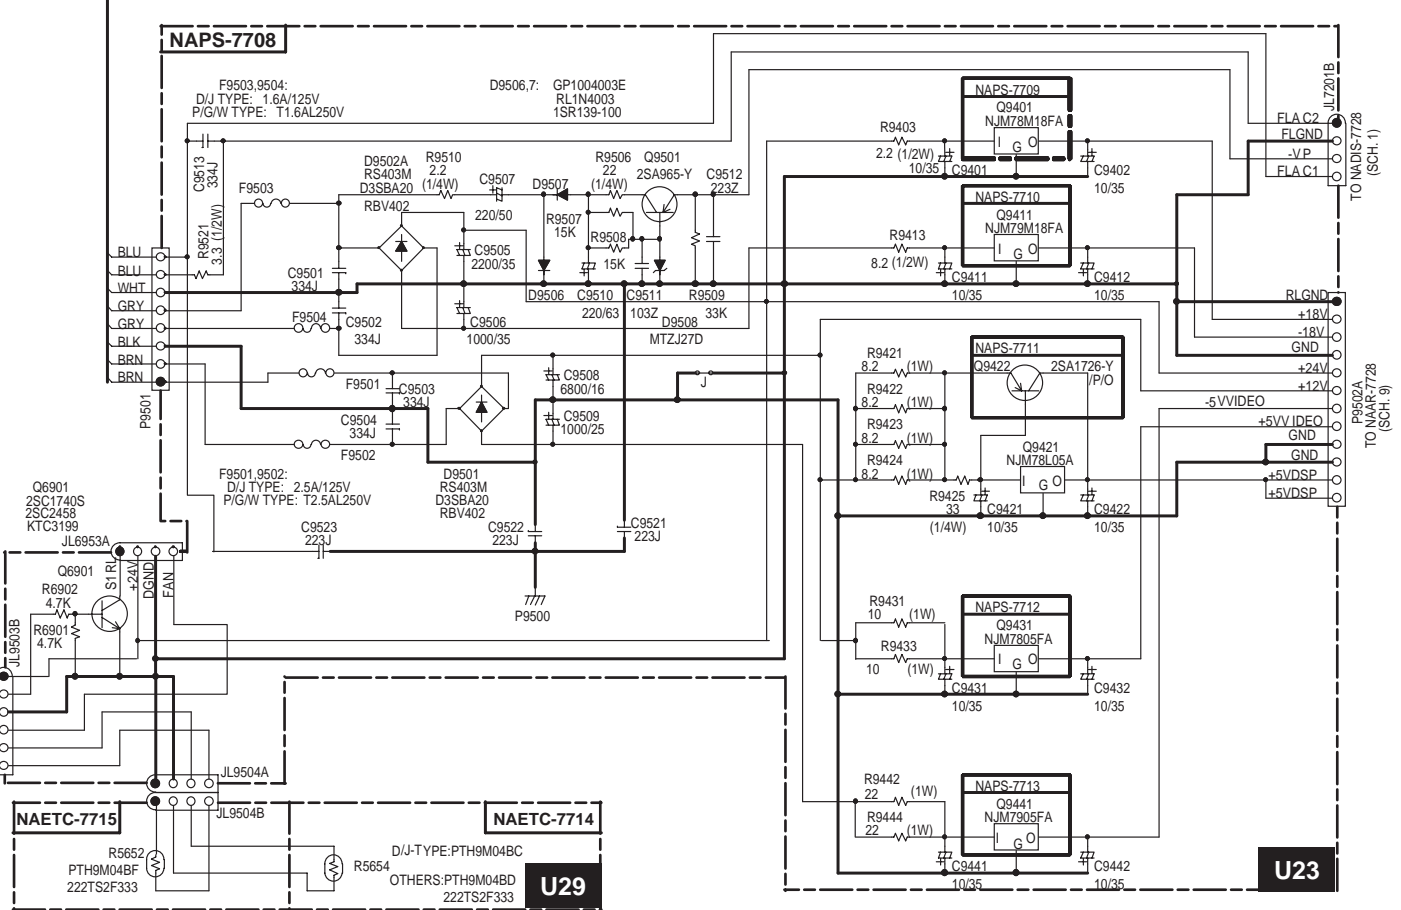 NAPS-7708
F9503,9504:
D/J TYPE: 1.6A/125V
P/G/W TYPE: T1.6AL250V
D9506,7: GP1004003E
RL1N4003
1SR139-100
C9513
334J
R9521
3.3 (1/2W)
F9503
D9502A
RS403M
D3SBA20
RBV402
R9510
2.2
(1/4W)
C9507
220/50
D9507
R9506
22
(1/4W)
Q9501
2SA965-Y
C9512
223Z
R9507
15K
R9508
15K
C9505
2200/35
C9501
334J
D9506
C9510
220/63
C9511
103Z
R9509
33K
D9508
MTZJ27D
BLU
BLU
WHT
GRY
GRY
BLK
BRN
BRN
P9501
F9504
C9502
334J
C9506
1000/35
F9501
C9503
334J
C9504
334J
F9502
C9508
6800/16
C9509
1000/25
J
F9501,9502:
D/J TYPE: 2.5A/125V
P/G/W TYPE: T2.5AL250V
D9501
RS403M
D3SBA20
RBV402
C9523
223J
C9522
223J
C9521
223J
P9500
R9403
2.2 (1/2W)
10/35
C9401
NAPS-7709
Q9401
NJM78M18FA
I G O
C9402
10/35
R9413
8.2 (1/2W)
NAPS-7710
Q9411
NJM79M18FA
I G O
C9411
10/35
C9412
10/35
JL7201B
TO NADIS-7728
(SCH. 1)
FLAC2
FLGND
-VP
FLAC1
RLGND
+18V
-18V
GND
+24V
+12V
-5VVIDEO
+5VVIDEO
GND
GND
+5VDSP
+5VDSP
P9502A
TO NAAR-7728
(SCH. 9)
R9421
8.2 (1W)
R9422
8.2 (1W)
R9423
8.2 (1W)
R9424
8.2 (1W)
NAPS-7711
Q9422
2SA1726-Y
/P/O
Q9421
NJM78L05A
I G O
R9425
33
(1/4W)
C9421
10/35
C9422
10/35
R9431
10 (1W)
R9433
10 (1W)
NAPS-7712
Q9431
NJM7805FA
I G O
C9431
10/35
C9432
10/35
R9442
22 (1W)
R9444
22 (1W)
NAPS-7713
Q9441
NJM7905FA
I G O
C9441
10/35
C9442
10/35
U23
Q6901
2SC1740S
2SC2458
KTC3199
JL6953A
S1 RL
+24V
DGND
FAN
Q6901
R6902
4.7K
R6901
4.7K
JL9503B
JL9504A
JL9504B
NAETC-7715
NAETC-7714
R5652
PTH9M04BF
222TS2F333
R5654
D/J-TYPE:PTH9M04BC
OTHERS:PTH9M04BD
222TS2F333
U29